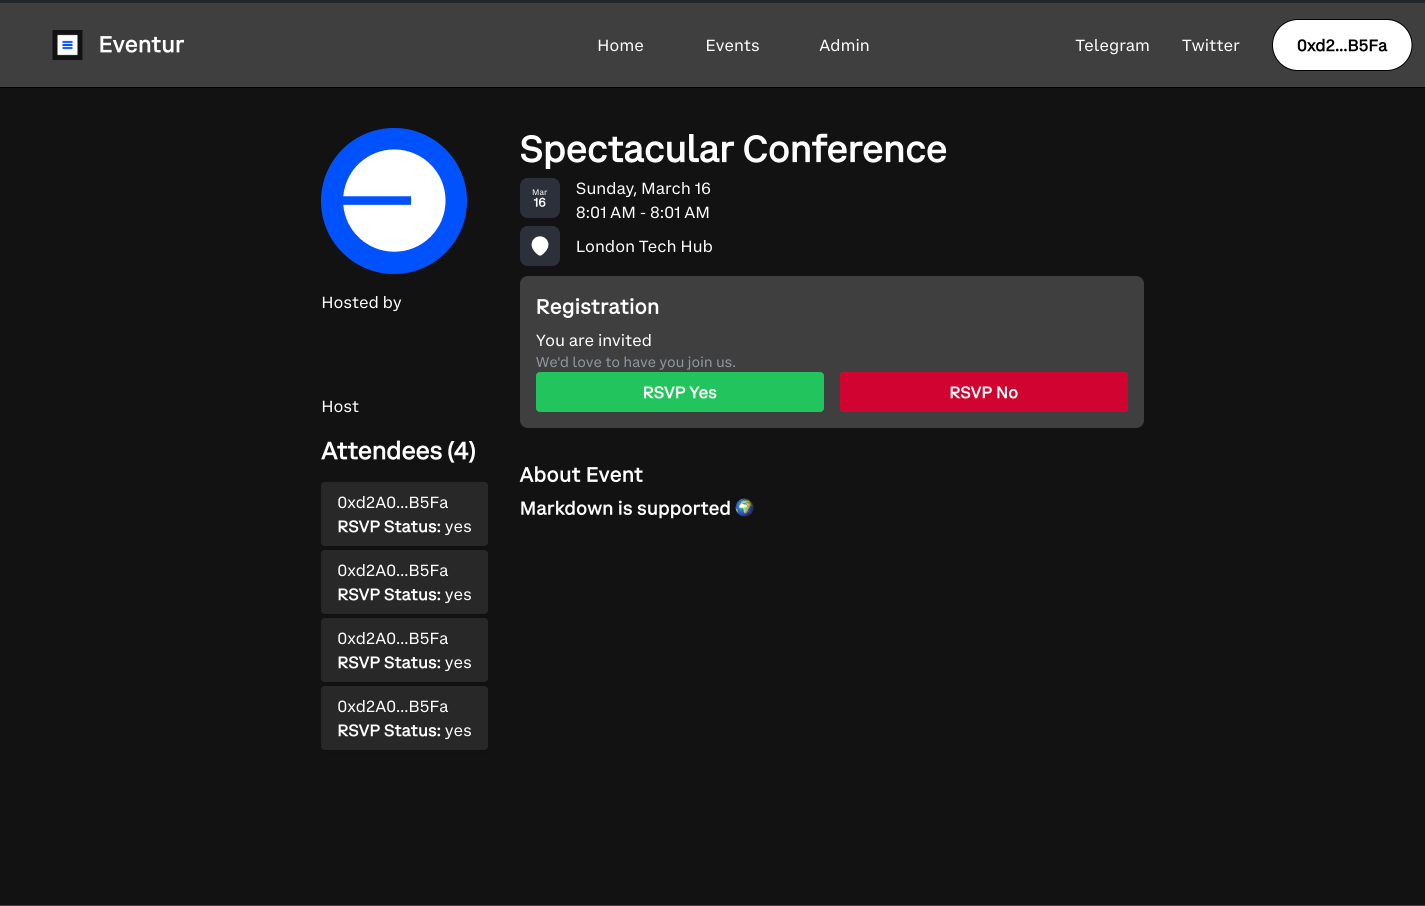 Eventur
Home
Events
Admin
Telegram
Twitter
0xd2...B5Fa
Spectacular Conference
Mar
16
Sunday, March 16
8:01 AM - 8:01 AM
London Tech Hub
Registration
You are invited
We'd love to have you join us.
RSVP Yes
RSVP No
About Event
Markdown is supported 🌍
Hosted by
Host
Attendees (4)
0xd2A0...B5Fa
RSVP Status: yes
0xd2A0...B5Fa
RSVP Status: yes
0xd2A0...B5Fa
RSVP Status: yes
0xd2A0...B5Fa
RSVP Status: yes